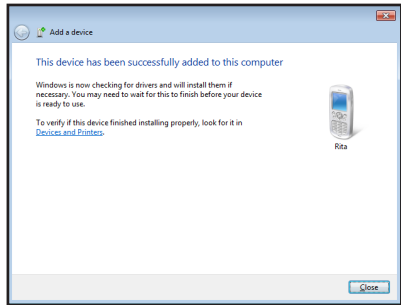 Add a device
This device has been successfully added to this computer
Windows is now checking for drivers and will install them if
necessary. You may need to wait for this to finish before your device
is ready to use.
To verify if this device finished installing properly, look for it in
Devices and Printers.
Rita
Close